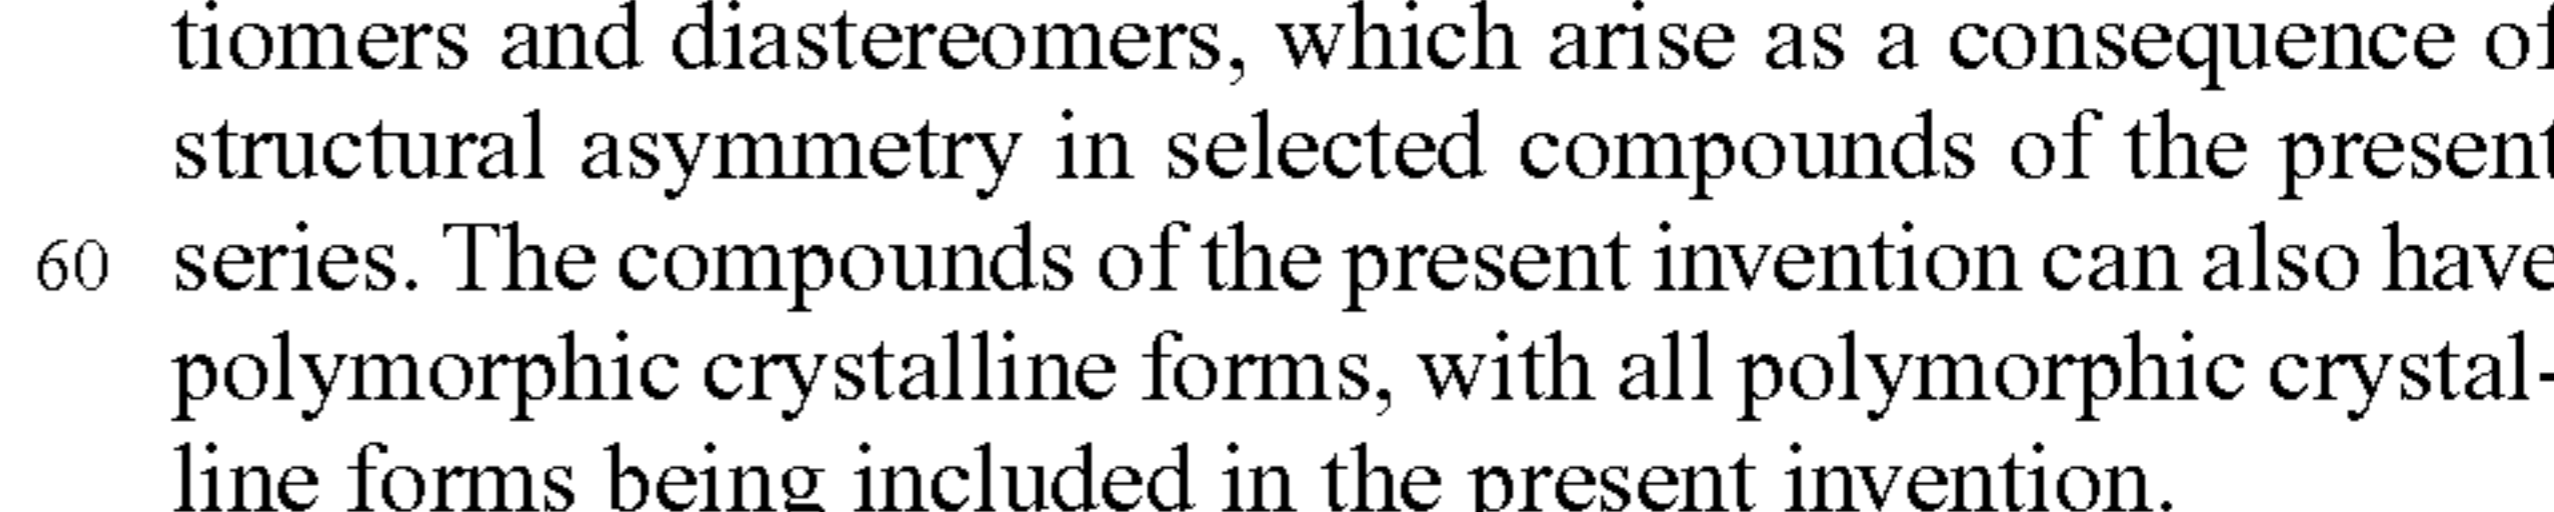 tiomers and diastereomers, which arise as a consequence of
structural asymmetry in selected compounds of the present
60 series. The compounds of the present invention can also have
polymorphic crystalline forms, with all polymorphic crystal-
line forms being included in the present invention.